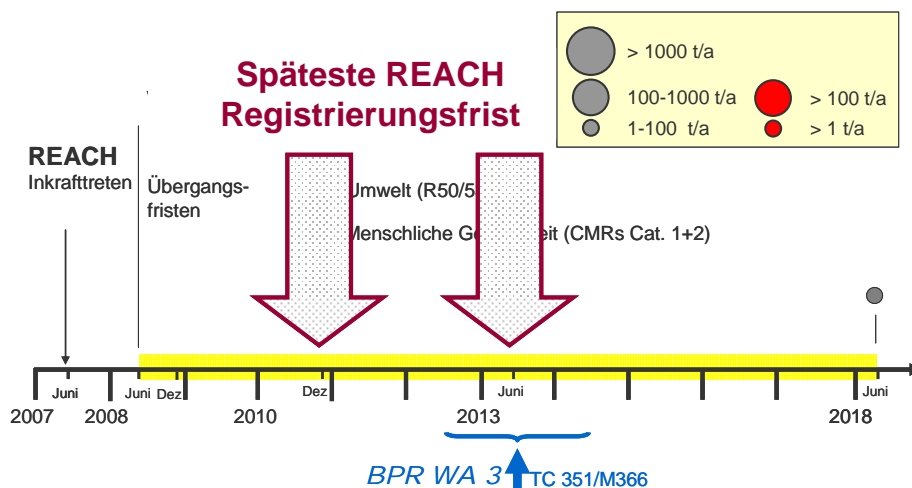 Späteste REACH
Registrierungsfrist
> 1000 t/a
100-1000 t/a
> 100 t/a
1-100 t/a
> 1 t/a
REACH
Inkrafttreten
Übergangs-
fristen
Umwelt (R50/5
Menschliche Ge eit (CMRs Cat. 1+2)
Juni
Juni
Dez
Dez
Juni
Juni
2007
2008
2010
2013
2018
BPR WA 3
TC 351/M366